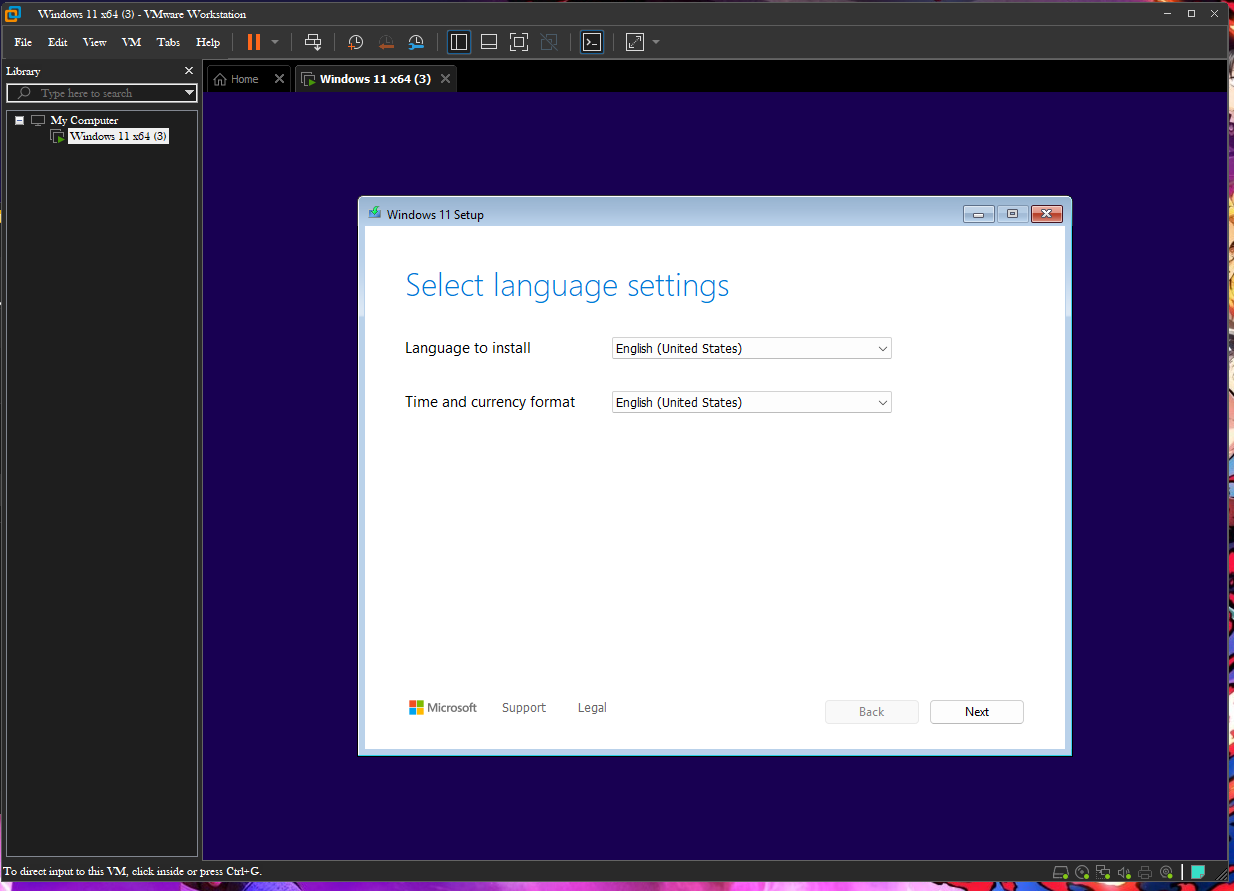 Windows 11 x64 (3) - VMware Workstation
File Edit View VM Tabs Help
Library
Type here to search
My Computer
Windows 11 x64 (3)
Home
Windows 11 x64 (3)
Windows 11 Setup
Select language settings
Language to install
English (United States)
Time and currency format
English (United States)
Microsoft
Support
Legal
Back
Next
To direct input to this VM, click inside or press Ctrl+G.